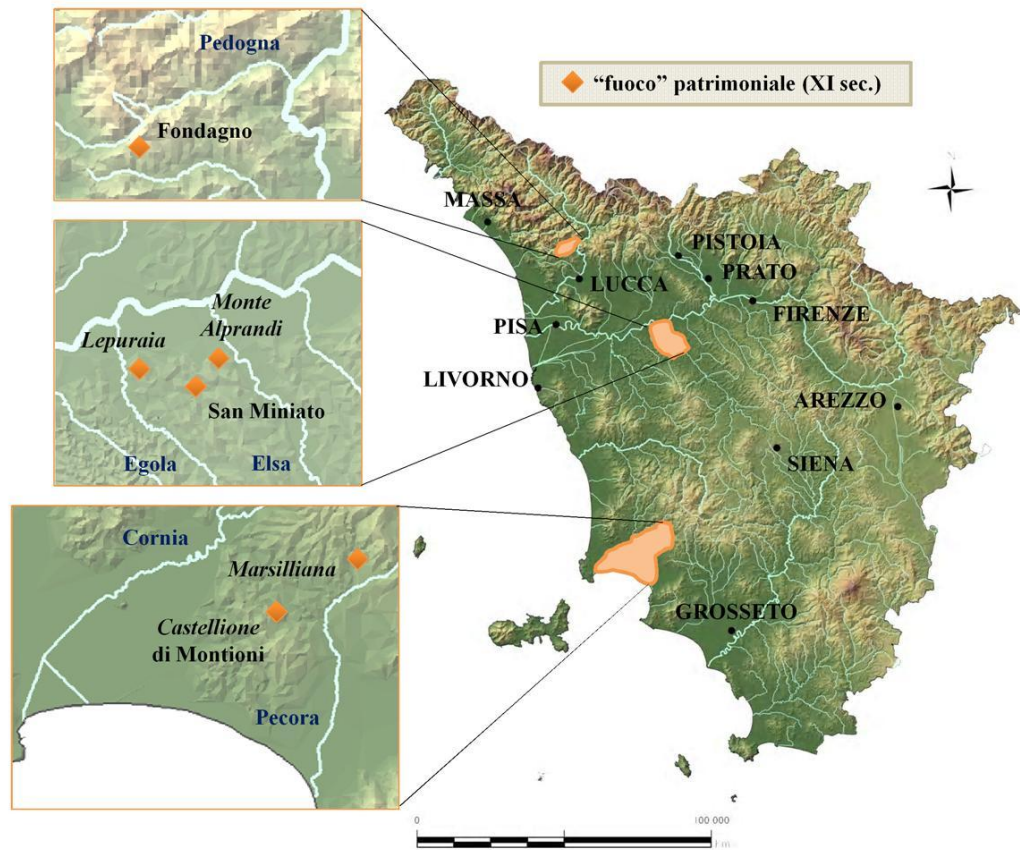 Pedogna
Fondagno
"fuoco" patrimoniale (XI sec.)
MASSA
PISTOIA
LUCCA
PRATO
FIRENZE
PISA
LIVORNO
AREZZO
SIENA
GROSSETO
Monte
Alprandi
Lepuraia
San Miniato
Egola
Elsa
Cornia
Marsilliana
Castellione
di Montioni
Pecora
0
100 000